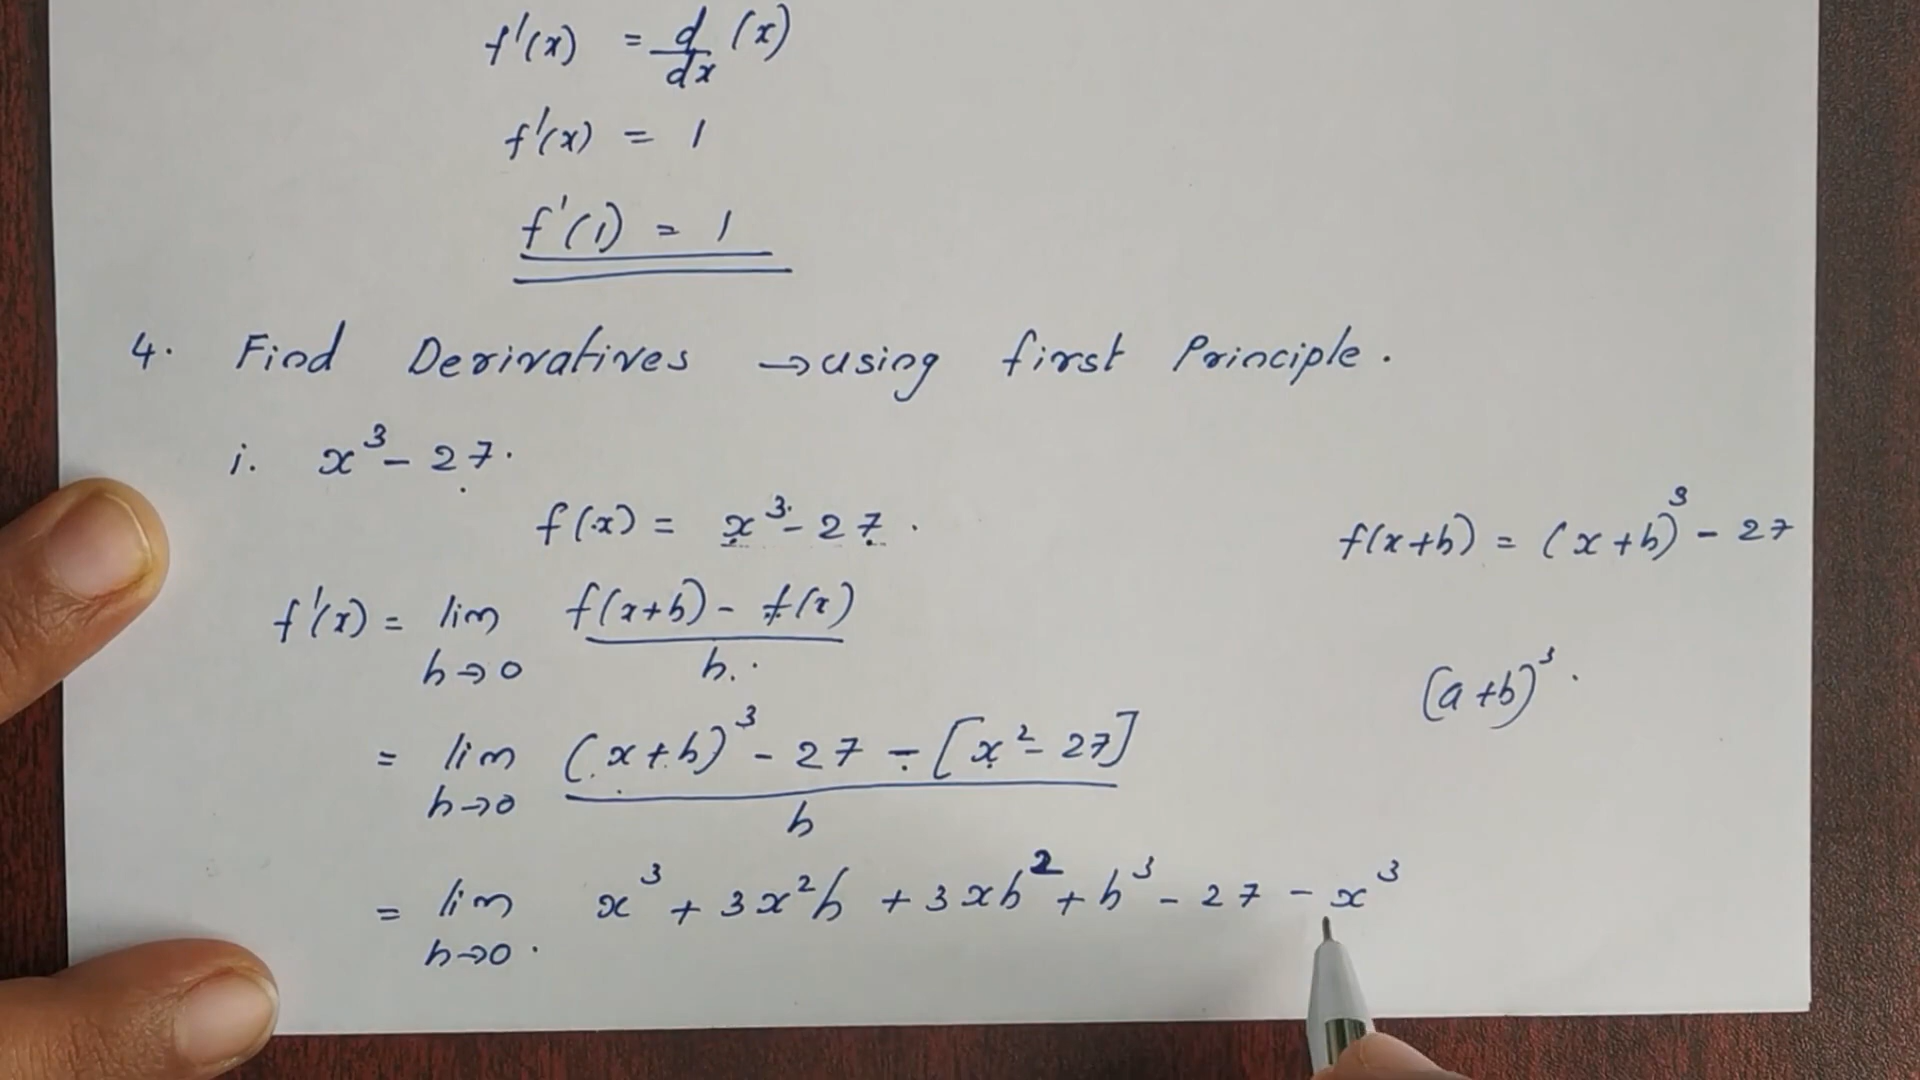 f'(x) = d/dx (x)
f'(x) = 1
f'(1) = 1
4. Find Derivatives → using first Principle.
i. x³ - 27.
f(x) = x³ - 27.
f(x+h) = (x+h)³ - 27
f'(x) = lim h→0 f(x+h) - f(x) / h.
(a+b)³.
= lim h→0 (x+h)³ - 27 - [x² - 27] / h
= lim h→0. x³ + 3x²h + 3xh² + h³ - 27 - x³